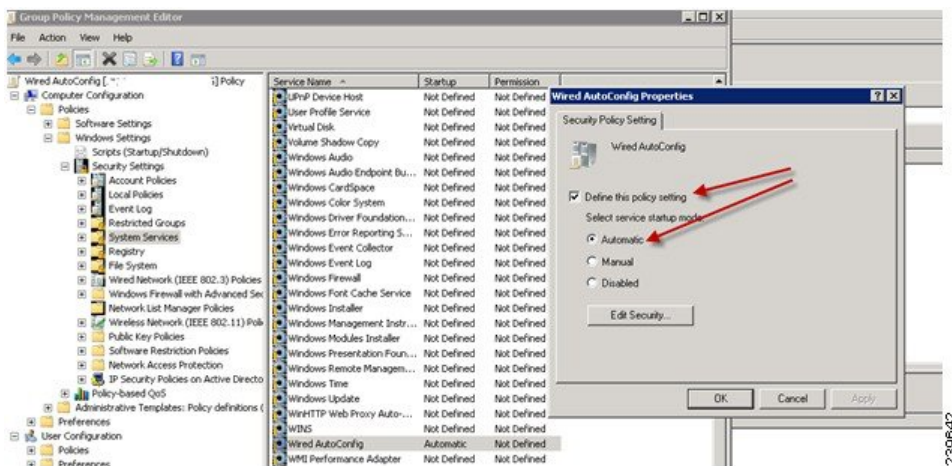 Group Policy Management Editor
File Action View Help
Wired AutoConfig [. Policy
Computer Configuration
Policies
Software Settings
Windows Settings
Scripts (Startup/Shutdown)
Security Settings
Account Policies
Local Policies
Event Log
Restricted Groups
System Services
Registry
File System
Wired Network (IEEE 802.3) Policies
Windows Firewall with Advanced Sec
Network List Manager Policies
Wireless Network (IEEE 802.11) Poli
Public Key Policies
Software Restriction Policies
Network Access Protection
IP Security Policies on Active Directo
Policy-based QoS
Administrative Templates: Policy definitions (
Preferences
User Configuration
Policies
Preferences
Service Name Startup Permission
UPnP Device Host Not Defined Not Defined
User Profile Service Not Defined Not Defined
Virtual Disk Not Defined Not Defined
Volume Shadow Copy Not Defined Not Defined
Windows Audio Not Defined Not Defined
Windows Audio Endpoint Bu... Not Defined Not Defined
Windows CardSpace Not Defined Not Defined
Windows Color System Not Defined Not Defined
Windows Driver Foundation... Not Defined Not Defined
Windows Error Reporting S... Not Defined Not Defined
Windows Event Collector Not Defined Not Defined
Windows Event Log Not Defined Not Defined
Windows Firewall Not Defined Not Defined
Windows Font Cache Service Not Defined Not Defined
Windows Installer Not Defined Not Defined
Windows Management Instr... Not Defined Not Defined
Windows Modules Installer Not Defined Not Defined
Windows Presentation Foun... Not Defined Not Defined
Windows Remote Managem... Not Defined Not Defined
Windows Time Not Defined Not Defined
Windows Update Not Defined Not Defined
WinHTTP Web Proxy Auto-... Not Defined Not Defined
WINS Not Defined Not Defined
Wired AutoConfig Automatic Not Defined
WMI Performance Adapter Not Defined Not Defined
Wired AutoConfig Properties
Security Policy Setting
Wired AutoConfig
Define this policy setting
Select service startup mode:
Automatic
Manual
Disabled
Edit Security...
OK Cancel Apply